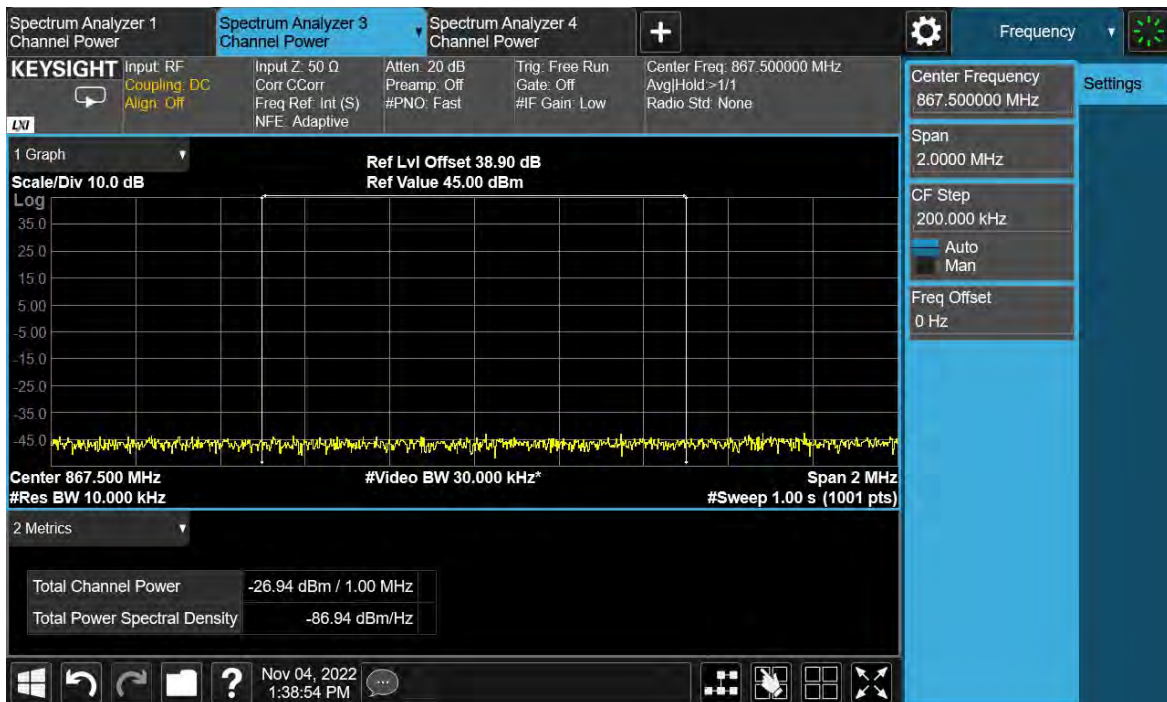 Spectrum Analyzer 1
Channel Power
Spectrum Analyzer 3
Channel Power
Spectrum Analyzer 4
Channel Power
Frequency
KEYSIGHT
LXI
Input: RF
Coupling: DC
Align: Off
Input Z: 50 Ω
Corr CCorr
Freq Ref: Int (S)
NFE: Adaptive
Atten: 20 dB
Preamp: Off
#PNO: Fast
Trig: Free Run
Gate: Off
#IF Gain: Low
Center Freq: 867.500000 MHz
Avg|Hold:>1/1
Radio Std: None
Center Frequency
867.500000 MHz
Settings
Span
2.0000 MHz
CF Step
200.000 kHz
Auto
Man
Freq Offset
0 Hz
1 Graph
Scale/Div 10.0 dB
Ref Lvl Offset 38.90 dB
Ref Value 45.00 dBm
Log
35.0
25.0
15.0
5.00
-5.00
-15.0
-25.0
-35.0
-45.0
Center 867.500 MHz
#Video BW 30.000 kHz*
Span 2 MHz
#Res BW 10.000 kHz
#Sweep 1.00 s (1001 pts)
2 Metrics
Total Channel Power -26.94 dBm / 1.00 MHz
Total Power Spectral Density -86.94 dBm/Hz
?
Nov 04, 2022
1:38:54 PM